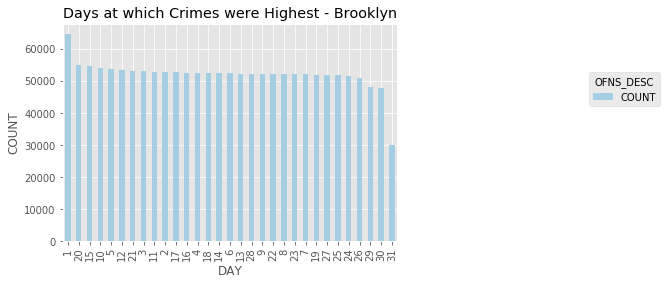 Days at which Crimes were Highest - Brooklyn
60000
50000
40000
30000
20000
10000
0
COUNT
1 20 15 10 5 12 21 3 11 2 17 16 4 18 14 6 13 28 9 22 8 23 7 19 27 25 24 26 29 30 31
DAY
OFNS_DESC
COUNT